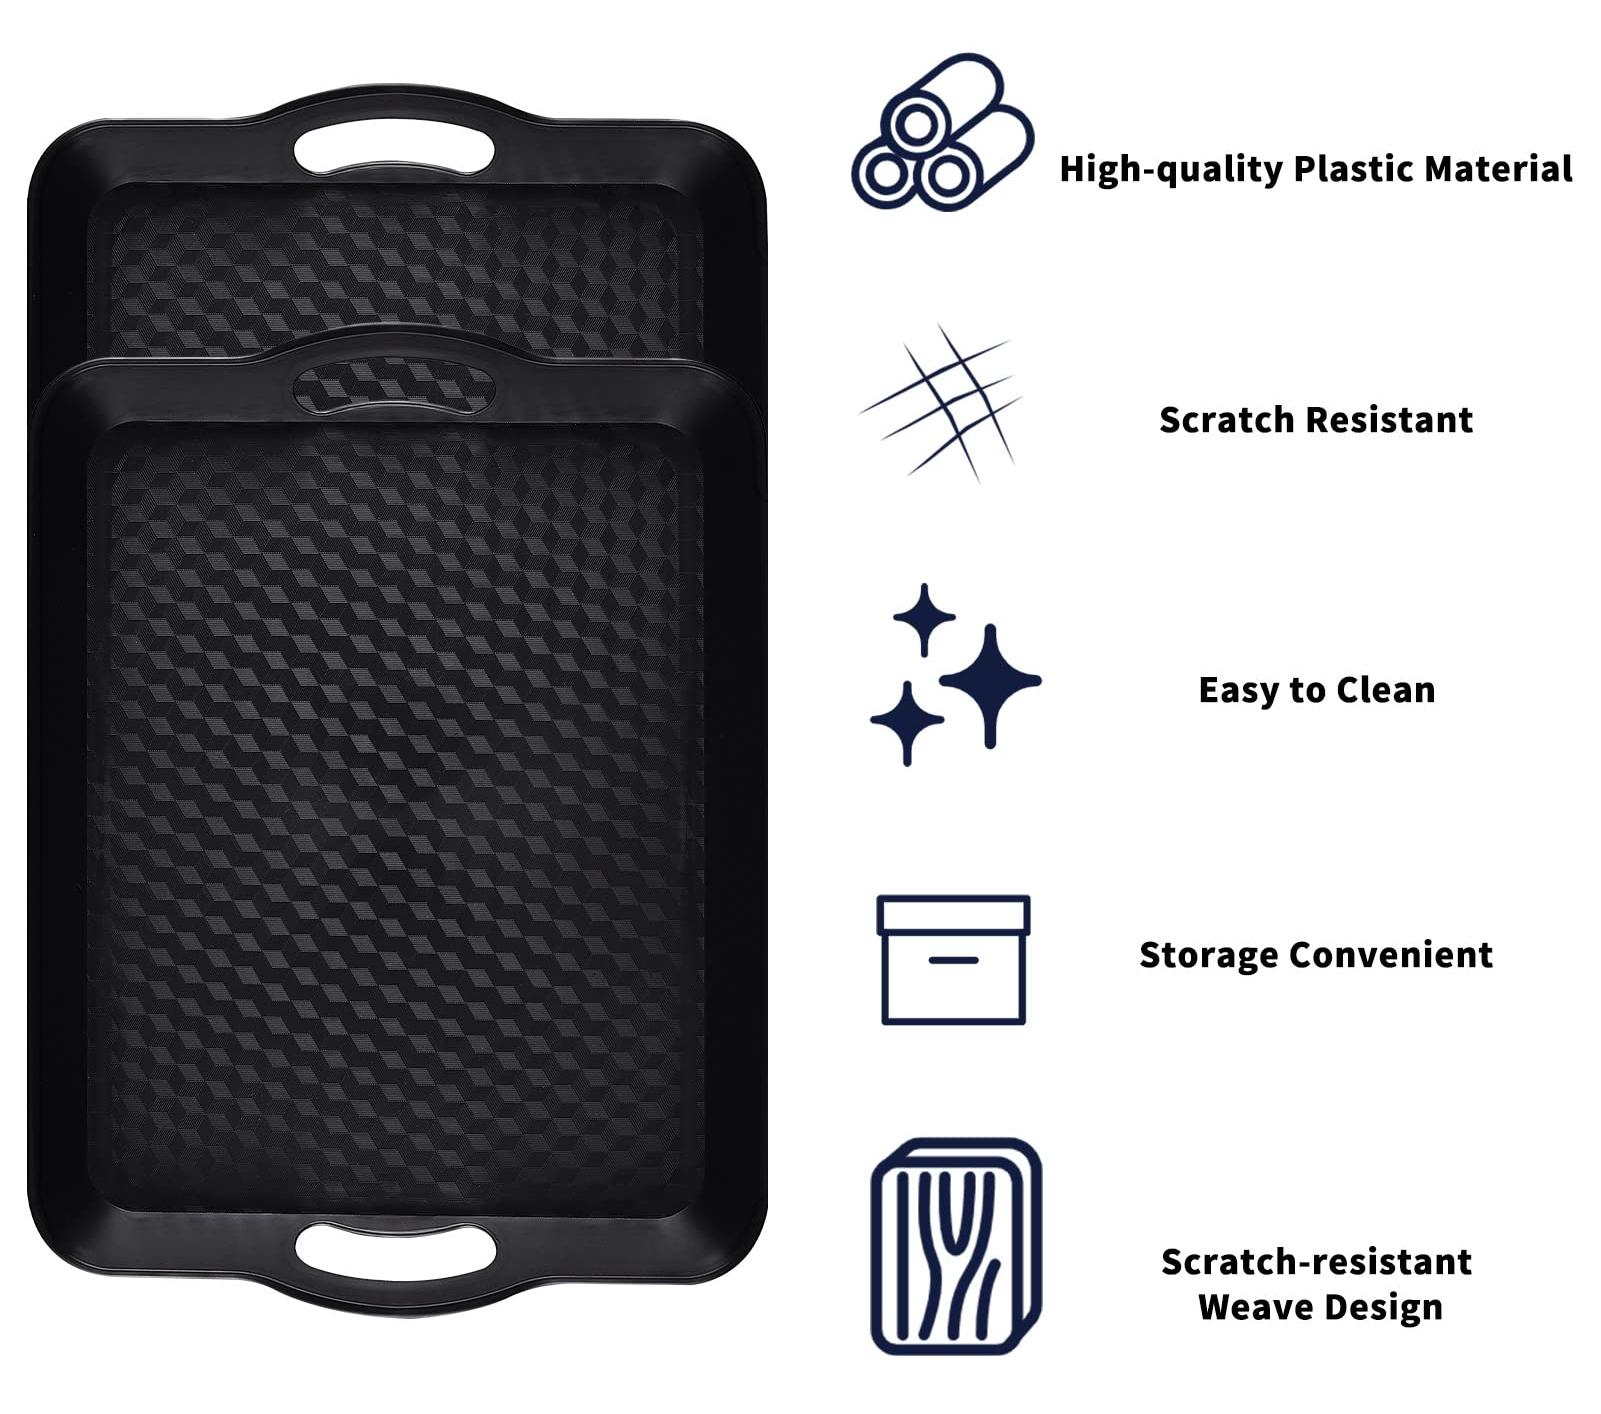 High-quality Plastic Material
Scratch Resistant
Easy to Clean
Storage Convenient
Scratch-resistant
Weave Design